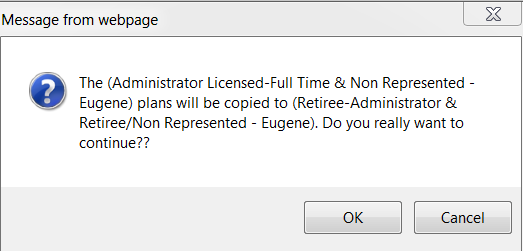 Message from webpage
The (Administrator Licensed-Full Time & Non Represented -
Eugene) plans will be copied to (Retiree-Administrator &
Retiree/Non Represented - Eugene). Do you really want to
continue??
OK
Cancel